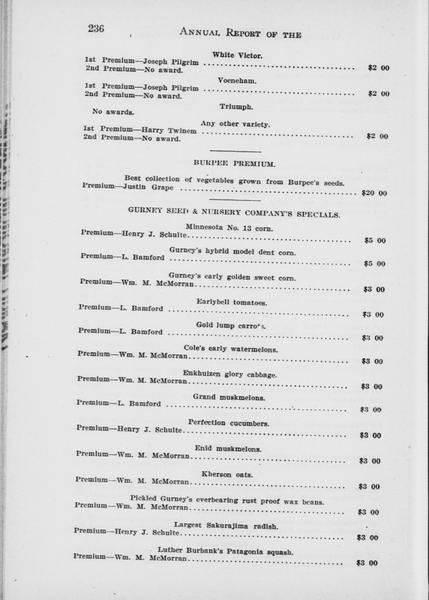 236
ANNUAL REPORT OF THE
White Victor.
1st Premium—Joseph Pilgrim ........ $2 00
2nd Premium—No award.
Voeneham.
1st Premium—Joseph Pilgrim ........ $2 00
2nd Premium—No award.
Triumph.
No awards.
Any other variety.
1st Premium—Harry Twinem ........ $2 00
2nd Premium—No award.
BURPEE PREMIUM.
Best collection of vegetables grown from Burpee's seeds.
Premium—Justin Grape ........ $20 00
GURNEY SEED & NURSERY COMPANY'S SPECIALS.
Minnesota No. 13 corn.
Premium—Henry J. Schulte ........ $5 00
Gurney's hybrid model dent corn.
Premium—L. Bamford ........ $5 00
Gurney's early golden sweet corn.
Premium—Wm. M. McMorran ........ $3 00
Earlybell tomatoes.
Premium—L. Bamford ........ $3 00
Gold lump carrots.
Premium—L. Bamford ........ $3 00
Cole's early watermelons.
Premium—Wm. M. McMorran ........ $3 00
Enkhuizen glory cabbage.
Premium—Wm. M. McMorran ........ $3 00
Grand muskmelons.
Premium—L. Bamford ........ $3 00
Perfection cucumbers.
Premium—Henry J. Schulte ........ $3 00
Enid muskmelons.
Premium—Wm. M. McMorran ........ $3 00
Kherson oats.
Premium—Wm. M. McMorran ........ $3 00
Pickled Gurney's everbearing rust proof wax beans.
Premium—Wm. M. McMorran ........ $3 00
Largest Sakurajima radish.
Premium—Henry J. Schulte ........ $3 00
Luther Burbank's Patagonia squash.
Premium—Wm. M. McMorran ........ $3 00